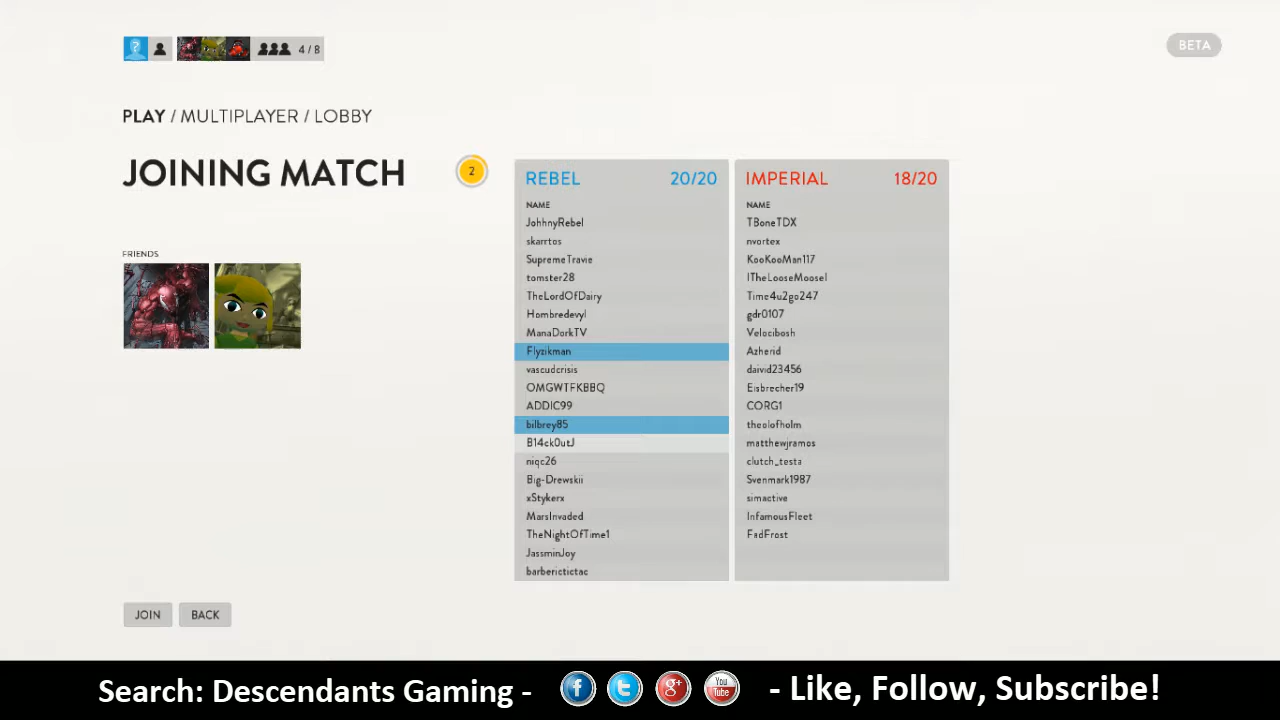 4 / 8
BETA
PLAY / MULTIPLAYER / LOBBY
JOINING MATCH
2
FRIENDS
REBEL 20/20
NAME
JohhnyRebel
skarrtos
SupremeTravie
tomster28
TheLordOfDairy
Hombredevyl
ManaDorkTV
Flyzikman
vascudcrisis
OMGWTFKBBQ
ADDIC99
bilbrey85
B14ck0utJ
niqc26
Big-Drewskii
xStykerx
MarsInvaded
TheNightOfTime1
JassminJoy
barberictictac
IMPERIAL 18/20
NAME
TBoneTDX
nvortex
KooKooMan117
ITheLooseMooseI
Time4u2go247
gdr0107
Velocibosh
Azherid
daivid23456
Eisbrecher19
CORG1
theolofholm
matthewjramos
clutch_testa
Svenmark1987
simactive
InfamousFleet
FxdFrost
JOIN BACK
Search: Descendants Gaming - f g+ You Tube - Like, Follow, Subscribe!